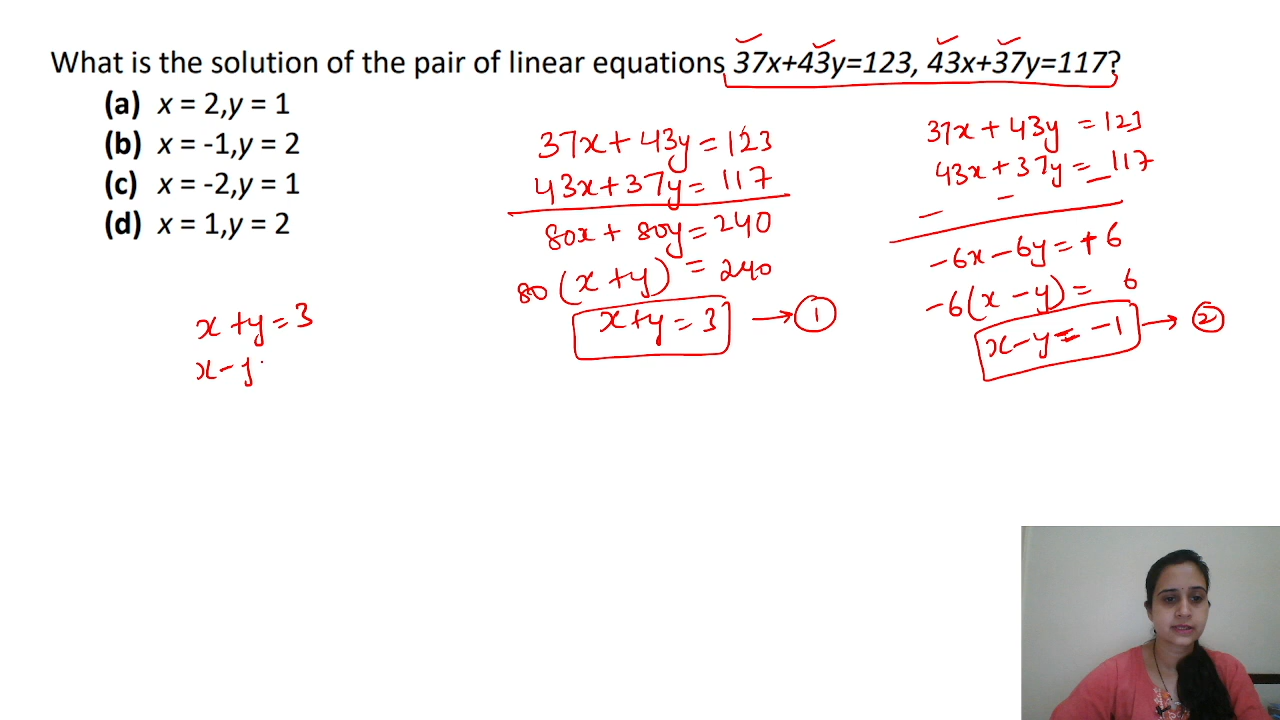 What is the solution of the pair of linear equations 37x+43y=123, 43x+37y=117?
(a) x = 2,y = 1
(b) x = -1,y = 2
(c) x = -2,y = 1
(d) x = 1,y = 2
37x + 43y = 123
43x + 37y = 117
80x + 80y = 240
80 (x + y) = 240
x + y = 3 → ①
37x + 43y = 123
43x + 37y = _117
- -
-6x - 6y = + 6
-6(x - y) = 6
x - y = -1 → ②
x + y = 3
x - y